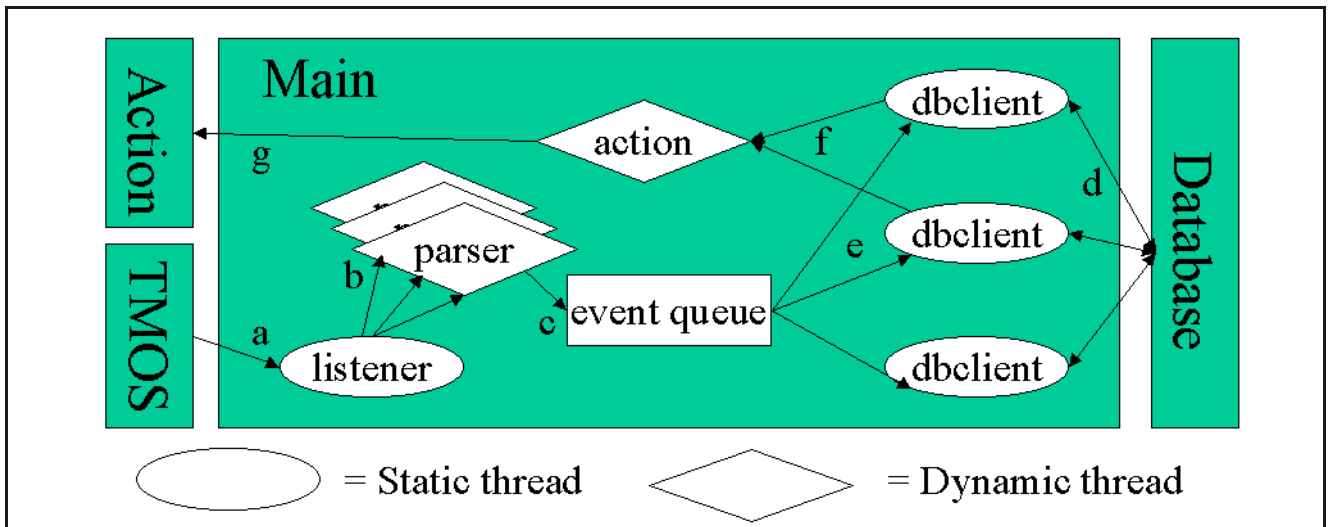 Action
TMOS
Main
action
dbclient
f
g
d
dbclient
parser
b
e
c
event queue
a
listener
dbclient
Database
= Static thread
= Dynamic thread